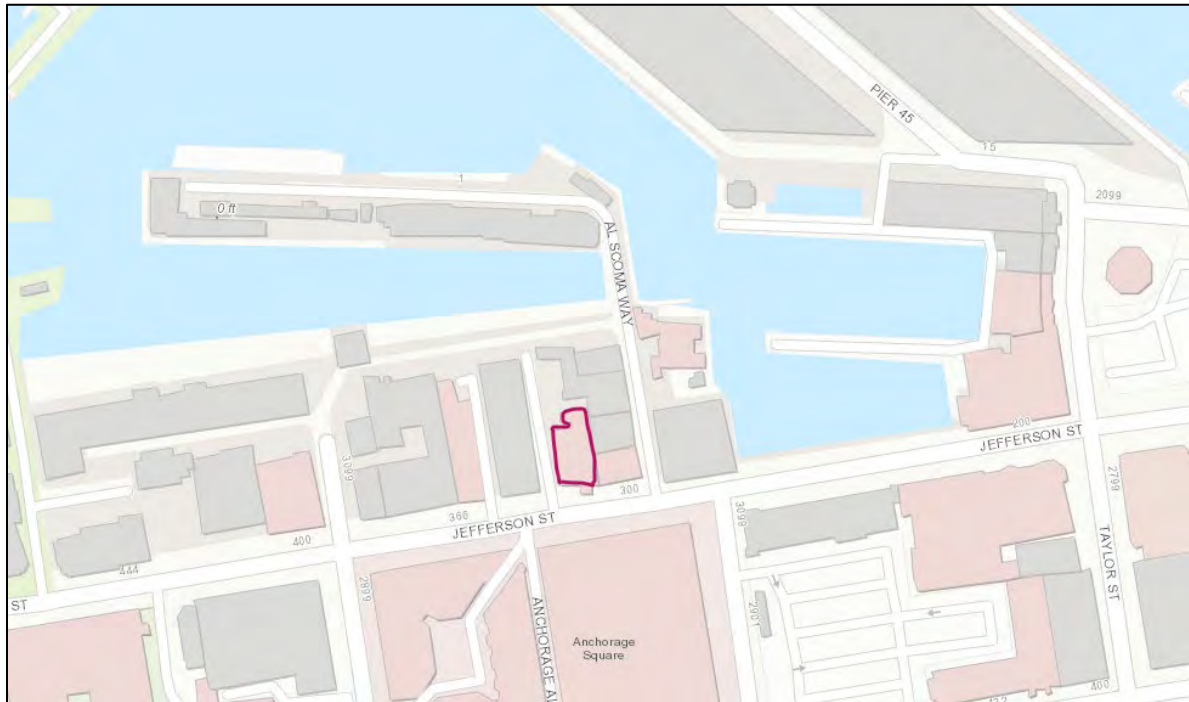 PIER 45
15
2099
1
0 ft
AL SCOMA WAY
200
JEFFERSON ST
300
3099
366
JEFFERSON ST
400
3099
2799
TAYLOR ST
444
ST
2899
ANCHORAGE AL
Anchorage
Square
2901
400